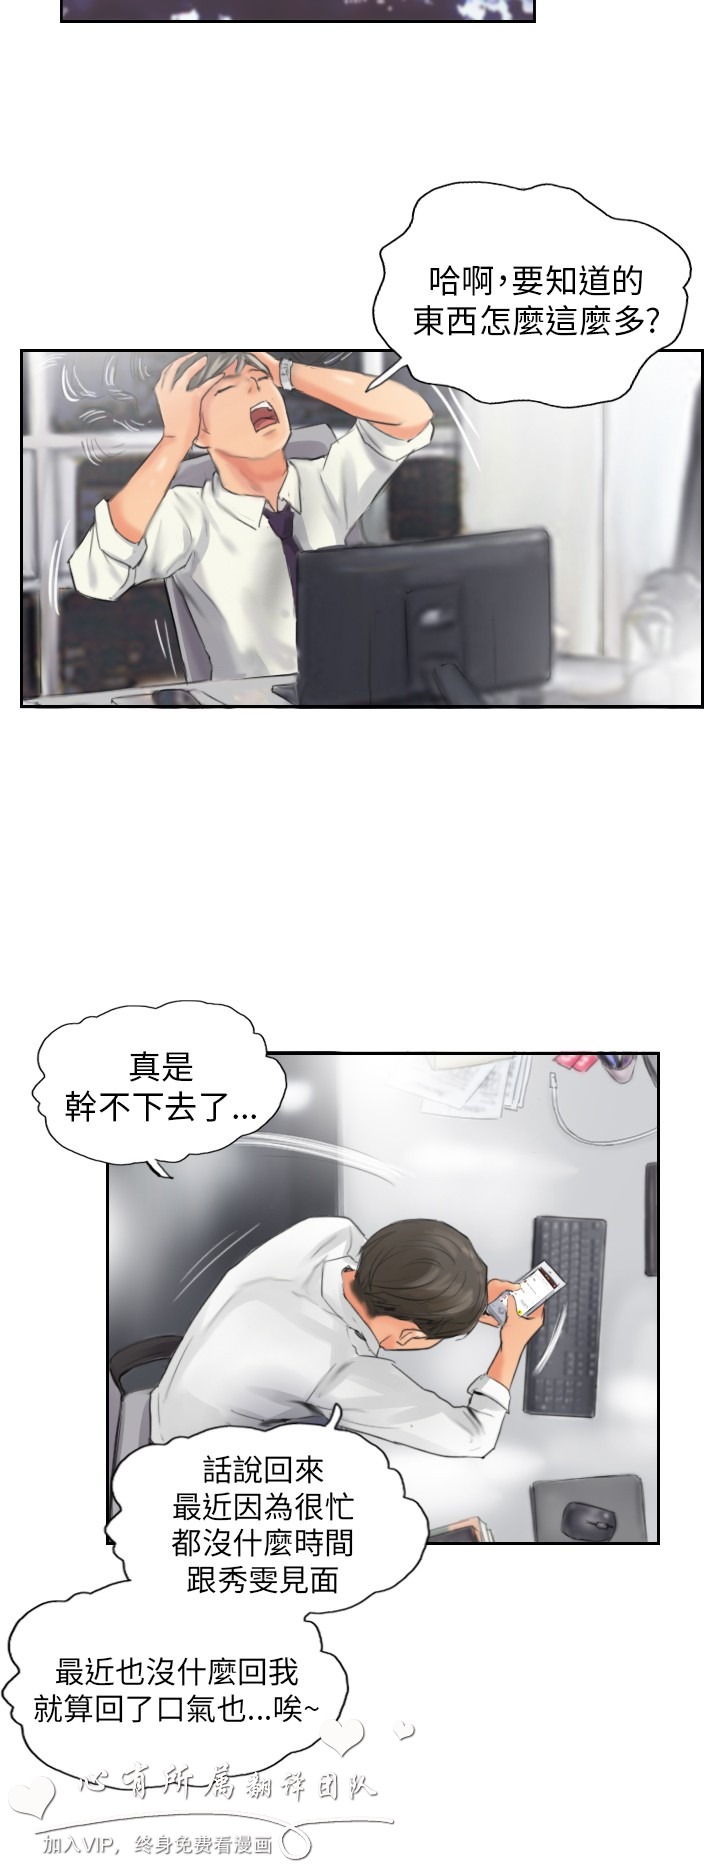 哈啊，要知道的
東西怎麼這麼多?
真是
幹不下去了...
話說回來
最近因為很忙
都沒什麼時間
跟秀雯見面
最近也沒什麼回我
就算回了口氣也...唉~
心有所属翻译团队
加入VIP，终身免费看漫画